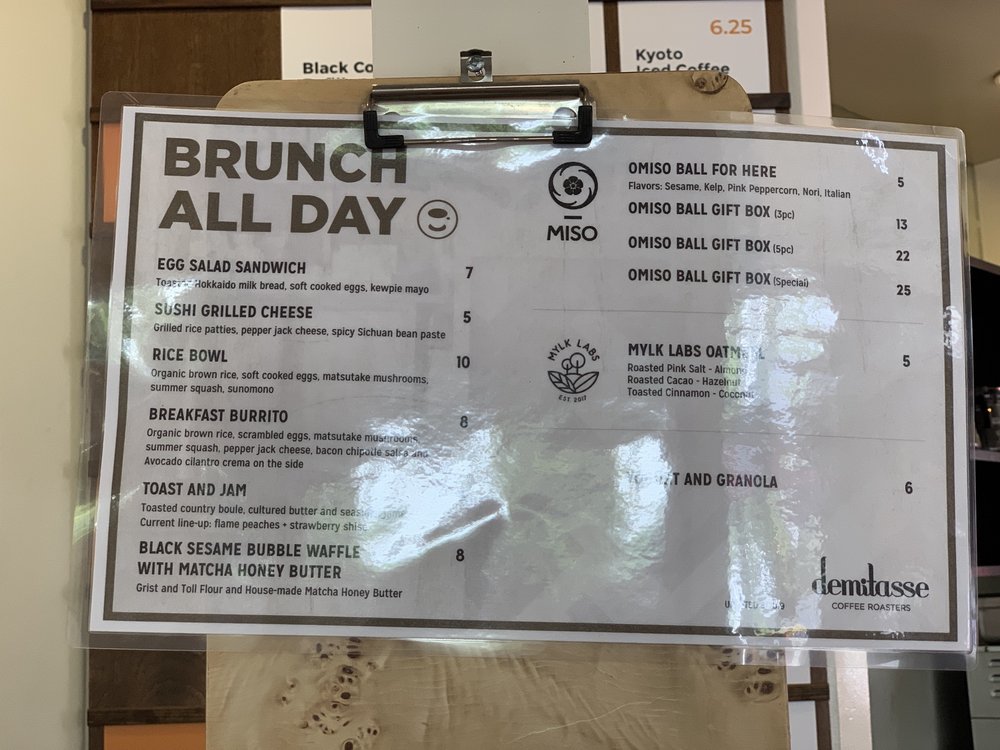 6.25
Black Co
Kyoto
Iced Coffee
BRUNCH
ALL DAY
EGG SALAD SANDWICH 7
Toasted Hokkaido milk bread, soft cooked eggs, kewpie mayo
SUSHI GRILLED CHEESE 5
Grilled rice patties, pepper jack cheese, spicy Sichuan bean paste
RICE BOWL 10
Organic brown rice, soft cooked eggs, matsutake mushrooms,
summer squash, sunomono
BREAKFAST BURRITO 8
Organic brown rice, scrambled eggs, matsutake mushrooms,
summer squash, pepper jack cheese, bacon chipotle salsa and
Avocado cilantro crema on the side
TOAST AND JAM
Toasted country boule, cultured butter and
Current line-up: flame peaches + strawberry
BLACK SESAME BUBBLE WAFFLE 8
WITH MATCHA HONEY BUTTER
Grist and Toll Flour and House-made Matcha Honey Butter
MISO
OMISO BALL FOR HERE 5
Flavors: Sesame, Kelp, Pink Peppercorn, Nori, Italian
OMISO BALL GIFT BOX (3pc) 13
OMISO BALL GIFT BOX (5pc) 22
OMISO BALL GIFT BOX (Special) 25
MYLK LABS
EST. 2017
MYLK LABS OATMEAL 5
Roasted Pink Salt - Almond
Roasted Cacao - Hazelnut
Toasted Cinnamon - Coconut
AND GRANOLA 6
demitasse
COFFEE ROASTERS